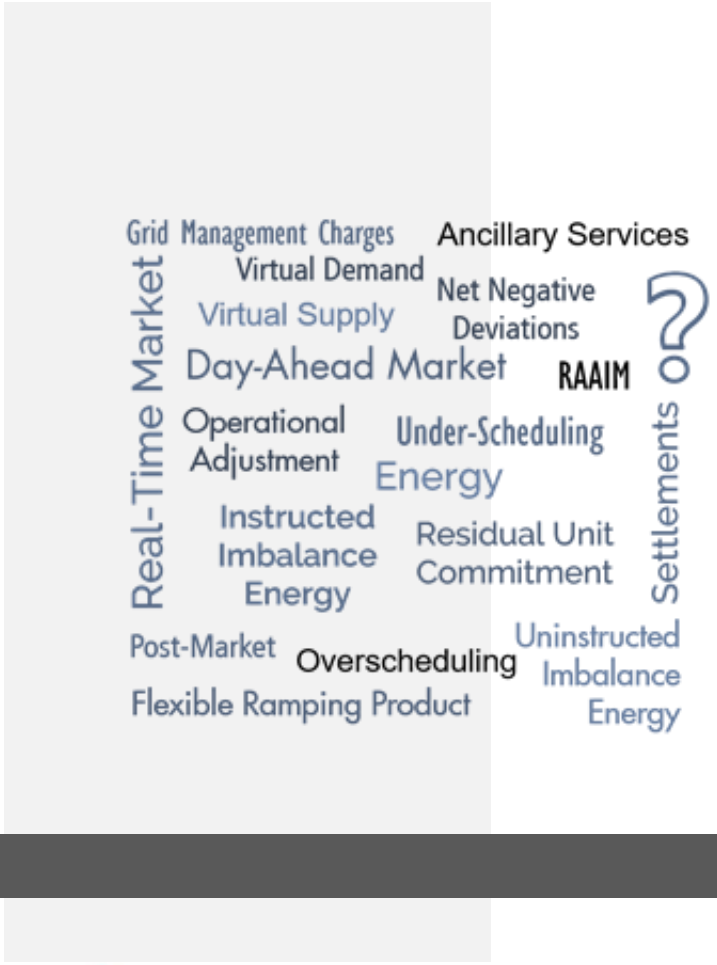 Grid Management Charges
Ancillary Services
Virtual Demand
Net Negative
Deviations
Virtual Supply
Real-Time Market
Day-Ahead Market
RAAIM
?
Operational
Adjustment
Under-Scheduling
Energy
Settlements
Instructed
Imbalance
Energy
Residual Unit
Commitment
Post-Market
Overscheduling
Uninstructed
Imbalance
Energy
Flexible Ramping Product